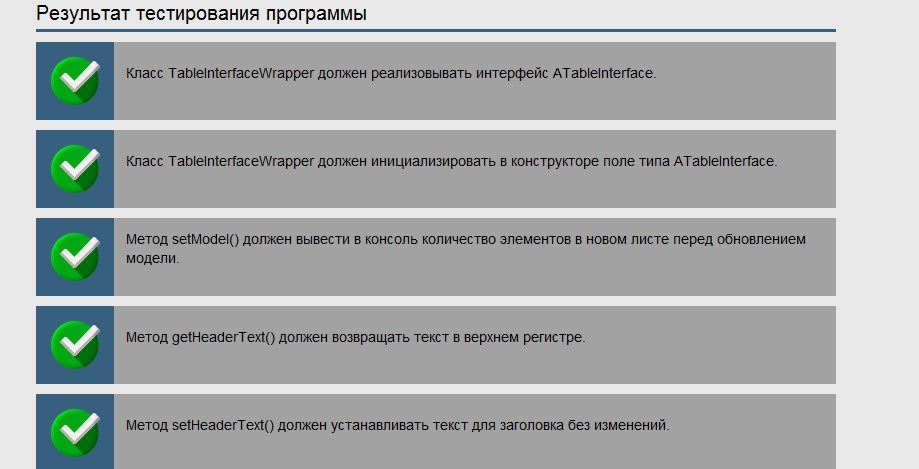 Результат тестирования программы
Класс TableInterfaceWrapper должен реализовывать интерфейс ATableInterface.
Класс TableInterfaceWrapper должен инициализировать в конструкторе поле типа ATableInterface.
Метод setModel() должен вывести в консоль количество элементов в новом листе перед обновлением
модели.
Метод getHeaderText() должен возвращать текст в верхнем регистре.
Метод setHeaderText() должен устанавливать текст для заголовка без изменений.